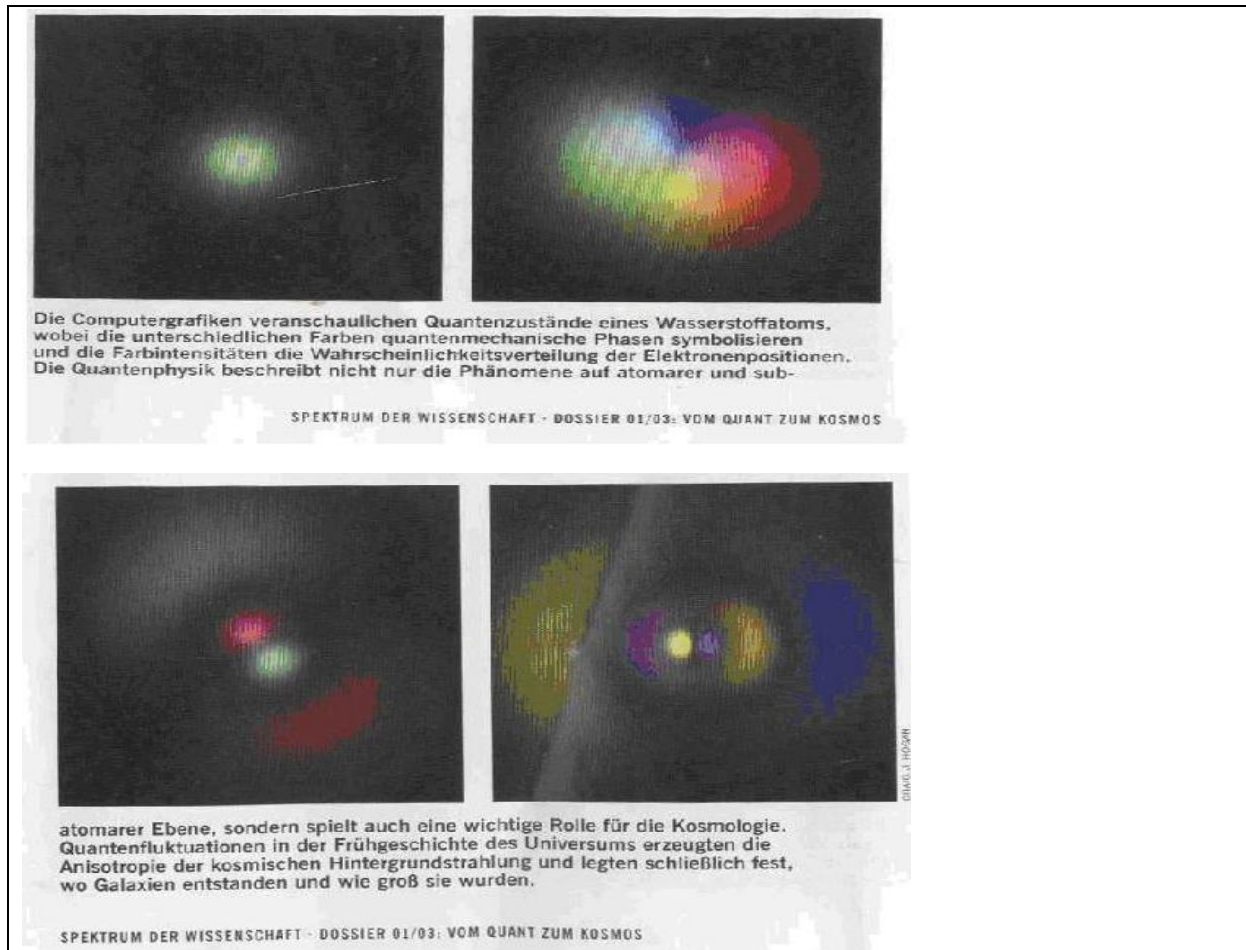 Die Computergrafiken veranschaulichen Quantenzustände eines Wasserstoffatoms,
wobei die unterschiedlichen Farben quantenmechanische Phasen symbolisieren
und die Farbintensitäten die Wahrscheinlichkeitsverteilung der Elektronenpositionen.
Die Quantenphysik beschreibt nicht nur die Phänomene auf atomarer und sub-
SPEKTRUM DER WISSENSCHAFT · DOSSIER 01/03: VOM QUANT ZUM KOSMOS
CRAIG J. HOGAN
atomarer Ebene, sondern spielt auch eine wichtige Rolle für die Kosmologie.
Quantenfluktuationen in der Frühgeschichte des Universums erzeugten die
Anisotropie der kosmischen Hintergrundstrahlung und legten schließlich fest,
wo Galaxien entstanden und wie groß sie wurden.
SPEKTRUM DER WISSENSCHAFT · DOSSIER 01/03: VOM QUANT ZUM KOSMOS